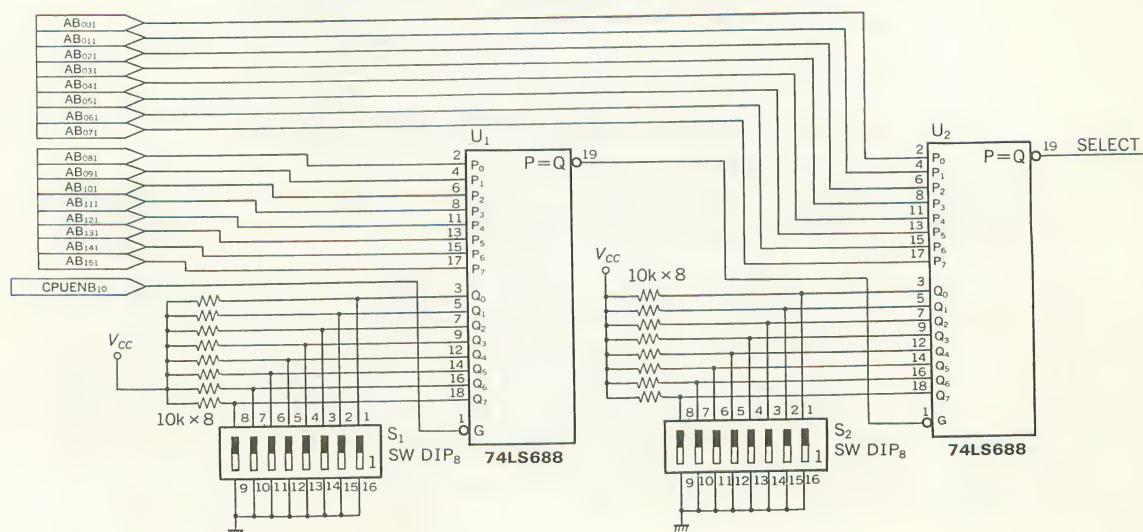 AB001
AB011
AB021
AB031
AB041
AB051
AB061
AB071
AB081
AB091
AB101
AB111
AB121
AB131
AB141
AB151
CPUENB10
U1
2 P0
4 P1
6 P2
8 P3
11 P4
13 P5
15 P6
17 P7
3 Q0
5 Q1
7 Q2
9 Q3
12 Q4
14 Q5
16 Q6
18 Q7
1 G
P=Q 19
74LS688
VCC
10k×8
8 7 6 5 4 3 2 1
S1
SW DIP8
1
9 10 11 12 13 14 15 16
U2
2 P0
4 P1
6 P2
8 P3
11 P4
13 P5
15 P6
17 P7
3 Q0
5 Q1
7 Q2
9 Q3
12 Q4
14 Q5
16 Q6
18 Q7
1 G
P=Q 19 SELECT
74LS688
VCC
10k×8
8 7 6 5 4 3 2 1
S2
SW DIP8
1
9 10 11 12 13 14 15 16